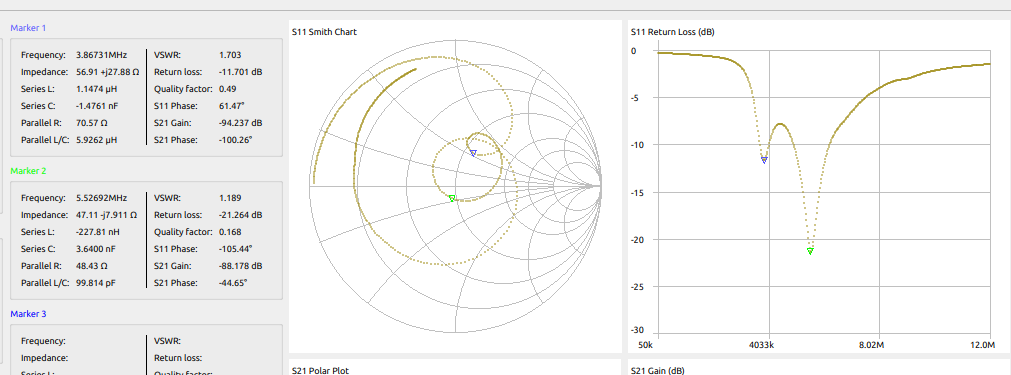 Marker 1
Frequency: 3.86731MHz VSWR: 1.703
Impedance: 56.91 +j27.88 Ω Return loss: -11.701 dB
Series L: 1.1474 µH Quality factor: 0.49
Series C: -1.4761 nF S11 Phase: 61.47°
Parallel R: 70.57 Ω S21 Gain: -94.237 dB
Parallel L/C: 5.9262 µH S21 Phase: -100.26°
Marker 2
Frequency: 5.52692MHz VSWR: 1.189
Impedance: 47.11 -j7.911 Ω Return loss: -21.264 dB
Series L: -227.81 nH Quality factor: 0.168
Series C: 3.6400 nF S11 Phase: -105.44°
Parallel R: 48.43 Ω S21 Gain: -88.178 dB
Parallel L/C: 99.814 pF S21 Phase: -44.65°
Marker 3
Frequency: VSWR:
Impedance: Return loss:
Series L: Quality factor:
S11 Smith Chart
S21 Polar Plot
S11 Return Loss (dB)
0
-5
-10
-15
-20
-25
-30
50k 4033k 8.02M 12.0M
S21 Gain (dB)